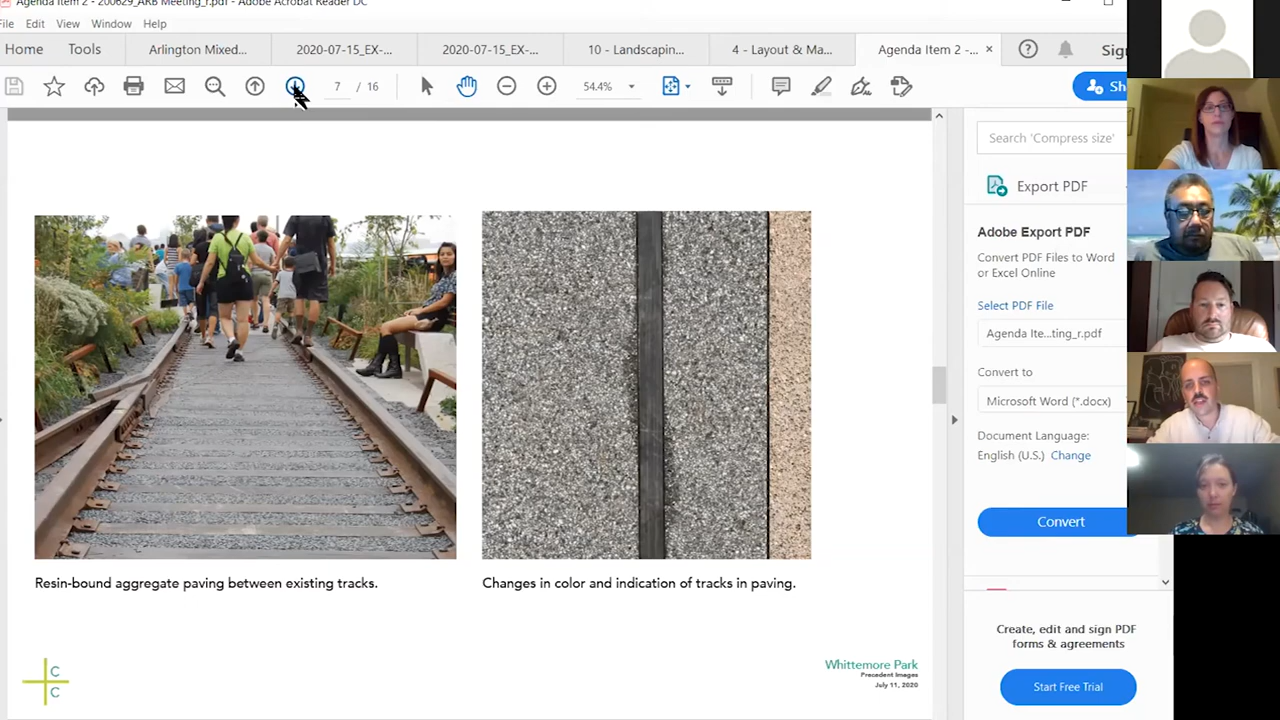 Agenda Item 2 - 200629_ARB Meeting_r.pdf - Adobe Acrobat Reader DC
File Edit View Window Help
Home Tools Arlington Mixed... 2020-07-15_EX-... 2020-07-15_EX-... 10 - Landscapin... 4 - Layout & Ma... Agenda Item 2 -... × ? Sig
7 / 16 54.4% Sh
Search 'Compress size'
Export PDF
Adobe Export PDF
Convert PDF Files to Word
or Excel Online
Select PDF File
Agenda Ite...ting_r.pdf
Convert to
Microsoft Word (*.docx)
Document Language:
English (U.S.) Change
Convert
Resin-bound aggregate paving between existing tracks.
Changes in color and indication of tracks in paving.
Create, edit and sign PDF
forms & agreements
Start Free Trial
C
C
Whittemore Park
Precedent Images
July 11, 2020